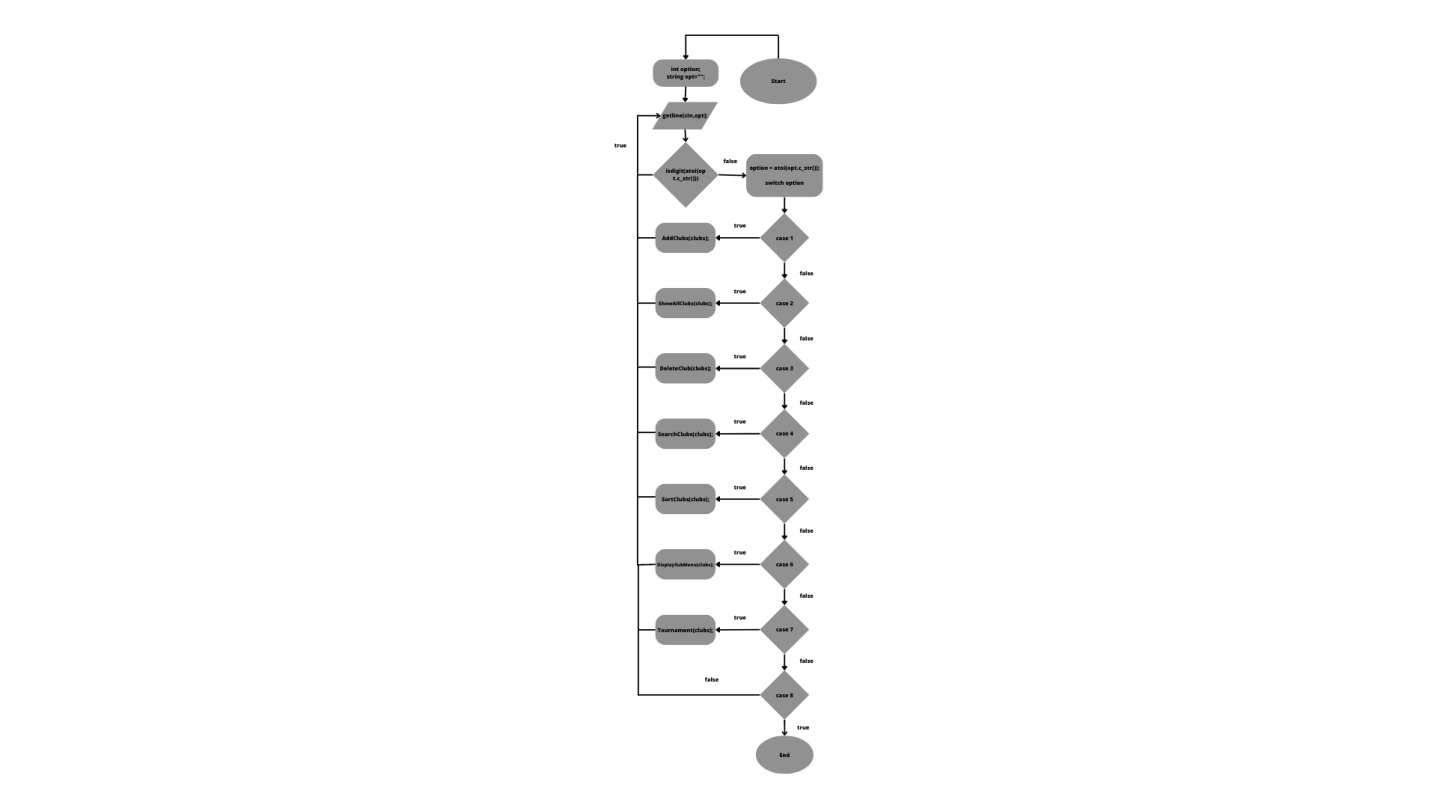 Start
int option;
string opt="";
getline(cin,opt);
true
isdigit(atoi(op
t.c_str()))
false
option = atoi(opt.c_str());
switch option
AddClubs(clubs);
true
case 1
false
ShowAllClubs(clubs);
true
case 2
false
DeleteClub(clubs);
true
case 3
false
SearchClubs(clubs);
true
case 4
false
SortClubs(clubs);
true
case 5
false
DisplaySubMenu(clubs);
true
case 6
false
Tournament(clubs);
true
case 7
false
false
case 8
true
End